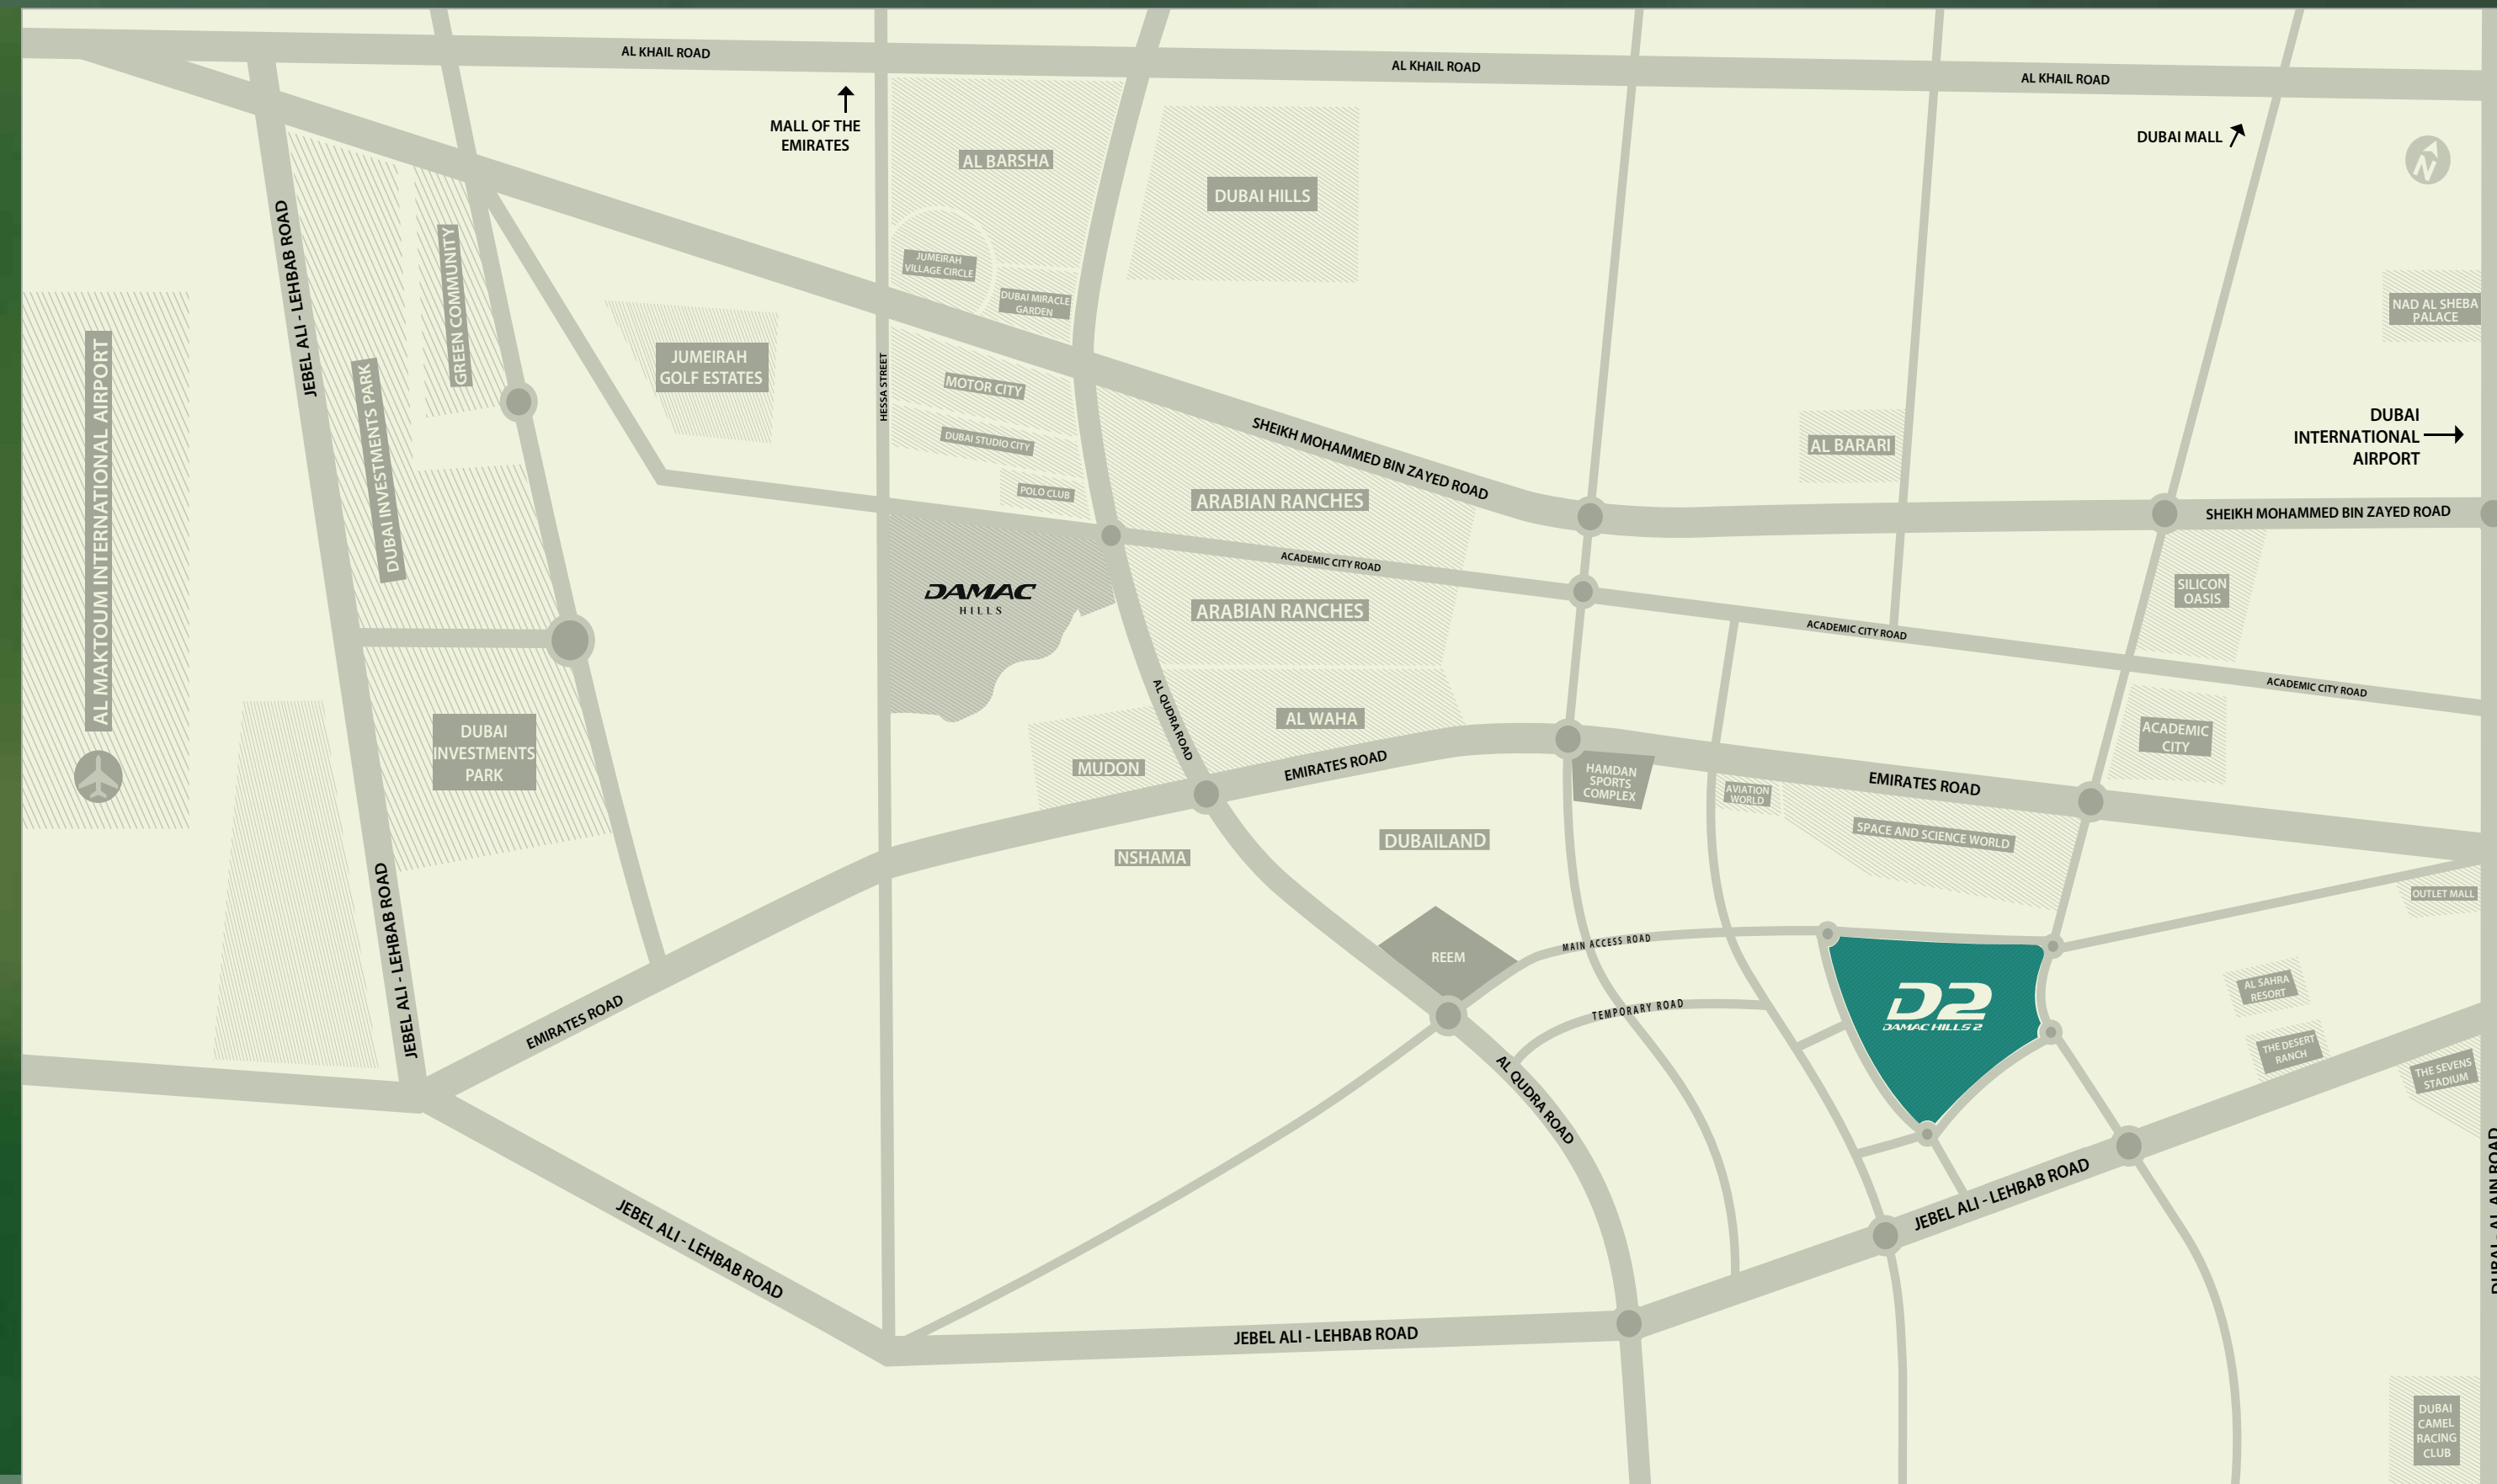 AL KHAIL ROAD
AL KHAIL ROAD
AL KHAIL ROAD
MALL OF THE
EMIRATES
DUBAI MALL
N
AL BARSHA
DUBAI HILLS
JEBEL ALI - LEHBAB ROAD
GREEN COMMUNITY
JUMEIRAH
VILLAGE CIRCLE
DUBAI MIRACLE
GARDEN
NAD AL SHEBA
PALACE
AL MAKTOUM INTERNATIONAL AIRPORT
DUBAI INVESTMENTS PARK
JUMEIRAH
GOLF ESTATES
HESSA STREET
MOTOR CITY
DUBAI STUDIO CITY
POLO CLUB
SHEIKH MOHAMMED BIN ZAYED ROAD
AL BARARI
DUBAI
INTERNATIONAL
AIRPORT
ARABIAN RANCHES
SHEIKH MOHAMMED BIN ZAYED ROAD
ACADEMIC CITY ROAD
DAMAC
HILLS
ARABIAN RANCHES
SILICON
OASIS
ACADEMIC CITY ROAD
ACADEMIC CITY ROAD
AL QUDRA ROAD
AL WAHA
ACADEMIC
CITY
DUBAI
INVESTMENTS
PARK
MUDON
EMIRATES ROAD
HAMDAN
SPORTS
COMPLEX
AVIATION
WORLD
EMIRATES ROAD
SPACE AND SCIENCE WORLD
DUBAILAND
NSHAMA
OUTLET MALL
JEBEL ALI - LEHBAB ROAD
REEM
MAIN ACCESS ROAD
TEMPORARY ROAD
EMIRATES ROAD
D2
DAMAC HILLS 2
AL SAHRA
RESORT
THE DESERT
RANCH
THE SEVENS
STADIUM
AL QUDRA ROAD
JEBEL ALI - LEHBAB ROAD
JEBEL ALI - LEHBAB ROAD
JEBEL ALI - LEHBAB ROAD
DUBAI - AL AIN ROAD
DUBAI
CAMEL
RACING
CLUB